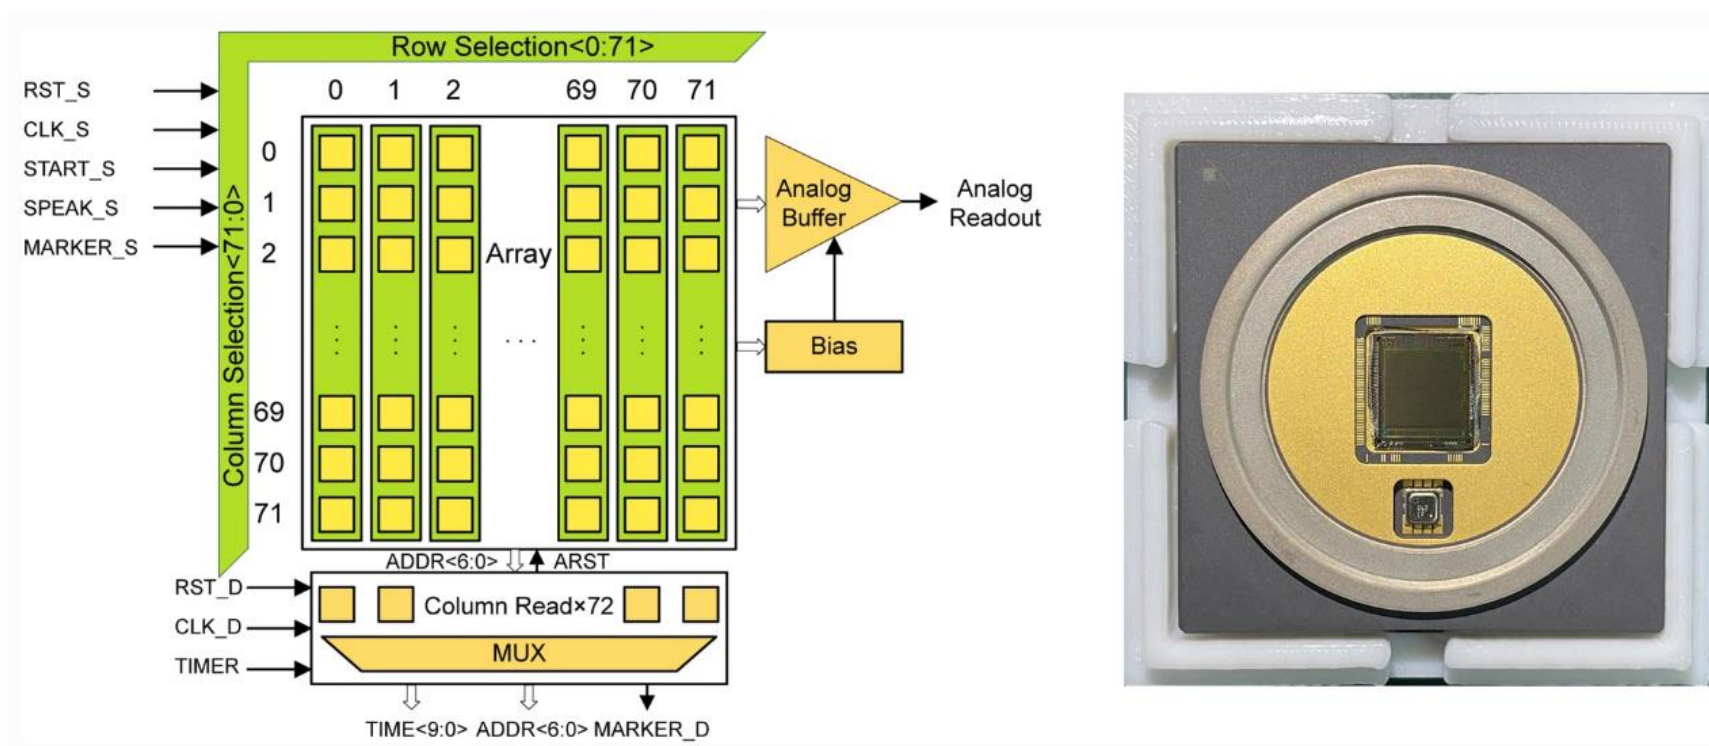 Row Selection<0:71>
0 1 2 69 70 71
RST_S
CLK_S
START_S
SPEAK_S
MARKER_S
Column Selection<71:0>
0
1
2
69
70
71
Array
Analog
Buffer
Analog
Readout
Bias
ADDR<6:0> ARST
RST_D
CLK_D
TIMER
Column Read×72
MUX
TIME<9:0> ADDR<6:0> MARKER_D